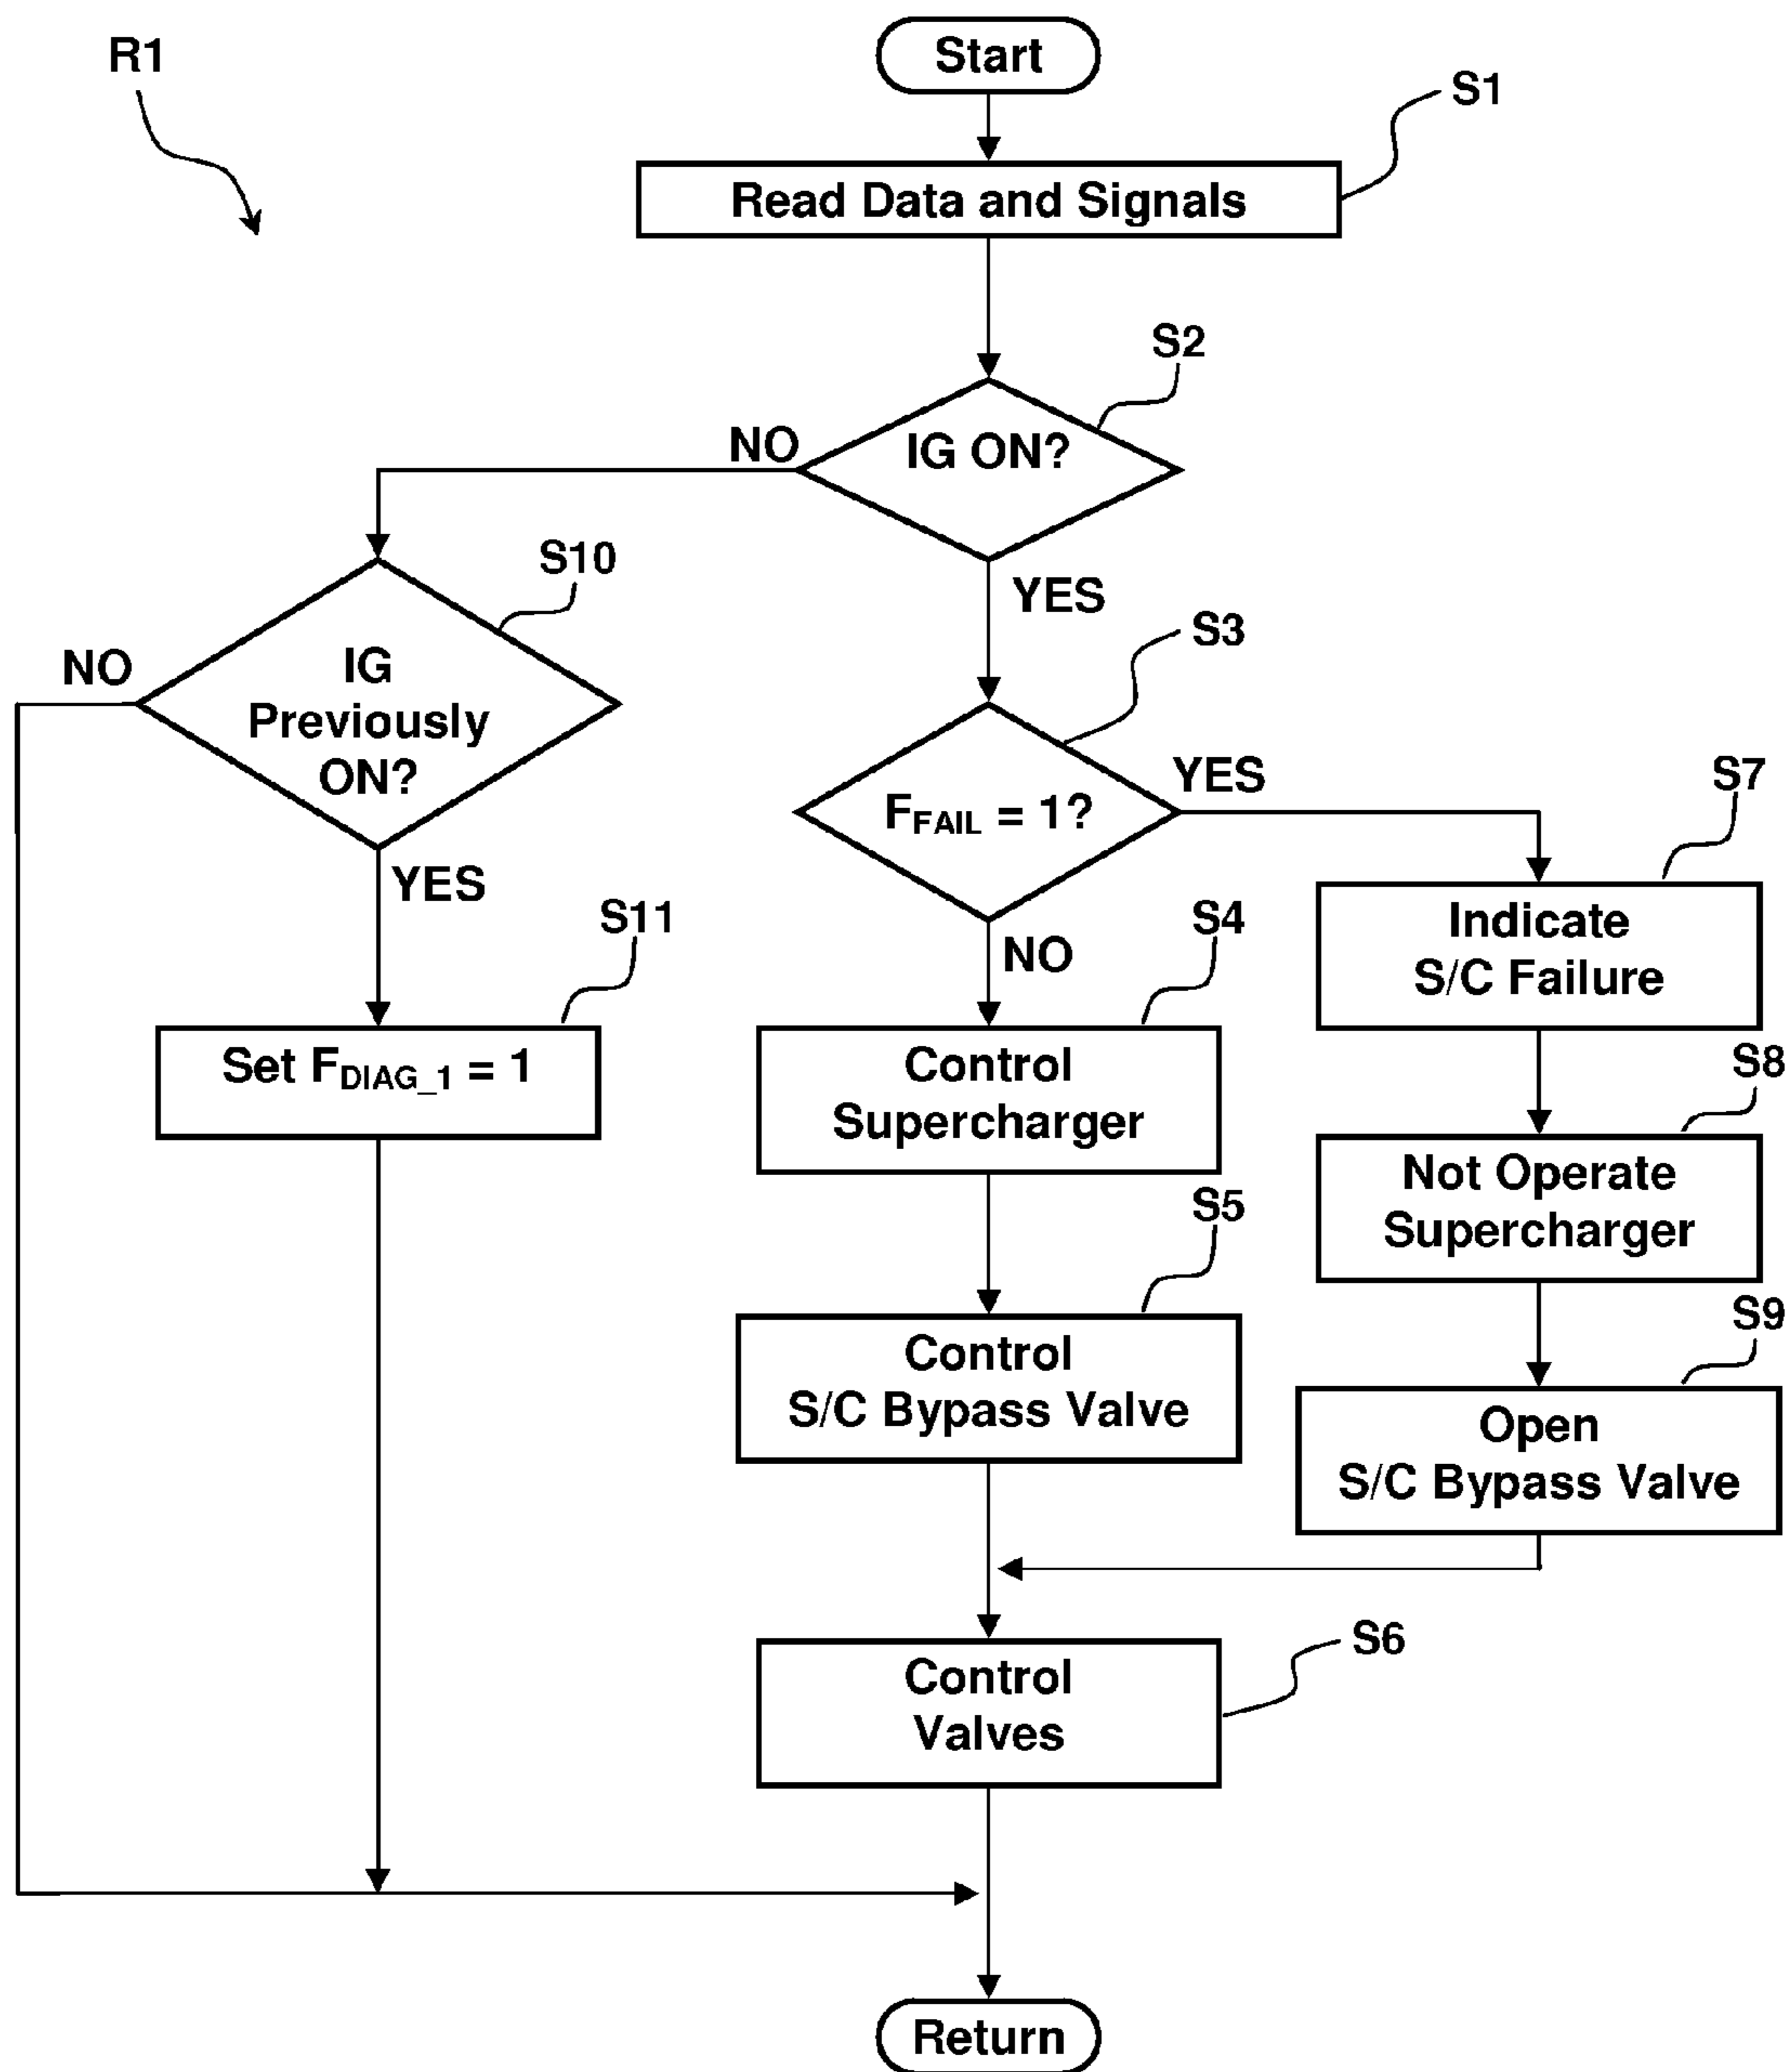 R1
Start
S1
Read Data and Signals
S2
NO
IG ON?
S10
YES
S3
NO
IG
Previously
ON?
YES
S7
F_FAIL = 1?
YES
S11
S4
Indicate
S/C Failure
NO
Set F_DIAG_1 = 1
Control
Supercharger
S8
Not Operate
Supercharger
S5
S9
Control
S/C Bypass Valve
Open
S/C Bypass Valve
S6
Control
Valves
Return